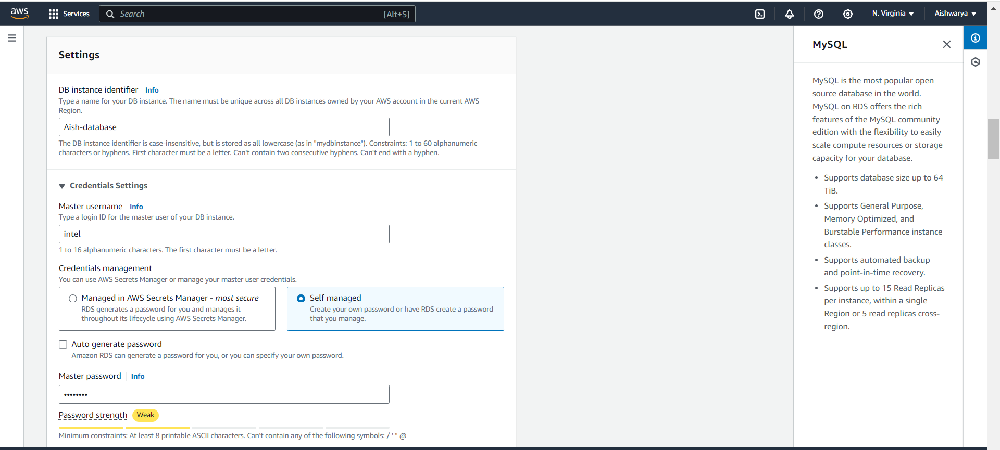 aws
Services
Search [Alt+S]
N. Virginia
Aishwarya
Settings
DB instance identifier Info
Type a name for your DB instance. The name must be unique across all DB instances owned by your AWS account in the current AWS
Region.
Aish-database
The DB instance identifier is case-insensitive, but is stored as all lowercase (as in "mydbinstance"). Constraints: 1 to 60 alphanumeric
characters or hyphens. First character must be a letter. Can't contain two consecutive hyphens. Can't end with a hyphen.
Credentials Settings
Master username Info
Type a login ID for the master user of your DB instance.
intel
1 to 16 alphanumeric characters. The first character must be a letter.
Credentials management
You can use AWS Secrets Manager or manage your master user credentials.
Managed in AWS Secrets Manager - most secure
RDS generates a password for you and manages it
throughout its lifecycle using AWS Secrets Manager.
Self managed
Create your own password or have RDS create a password
that you manage.
Auto generate password
Amazon RDS can generate a password for you, or you can specify your own password.
Master password Info
••••••••
Password strength Weak
Minimum constraints: At least 8 printable ASCII characters. Can't contain any of the following symbols: / ' " @
MySQL
MySQL is the most popular open
source database in the world.
MySQL on RDS offers the rich
features of the MySQL community
edition with the flexibility to easily
scale compute resources or storage
capacity for your database.
• Supports database size up to 64
TiB.
• Supports General Purpose,
Memory Optimized, and
Burstable Performance instance
classes.
• Supports automated backup
and point-in-time recovery.
• Supports up to 15 Read Replicas
per instance, within a single
Region or 5 read replicas cross-
region.